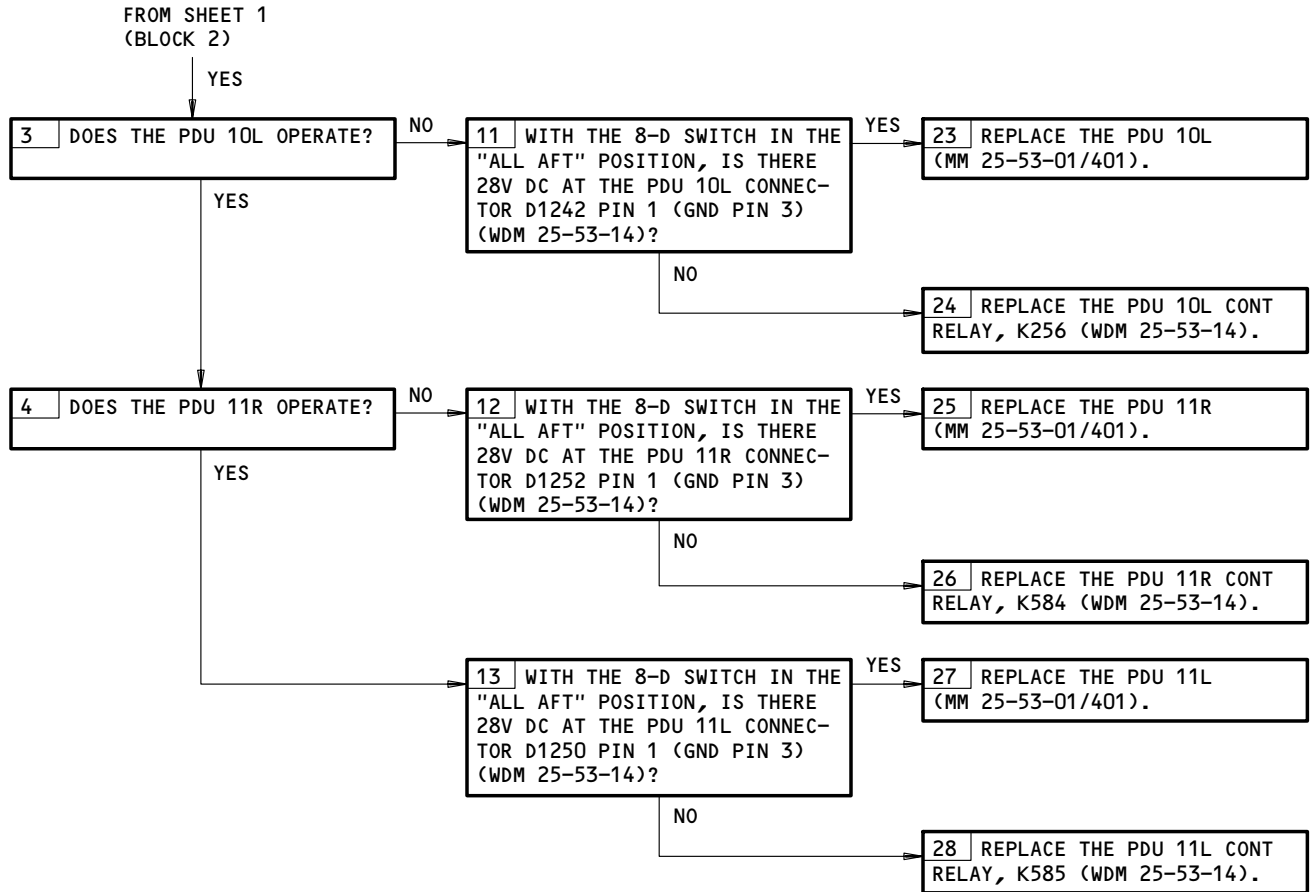 FROM SHEET 1
(BLOCK 2)
YES
3 DOES THE PDU 10L OPERATE?
NO
YES
11 WITH THE 8-D SWITCH IN THE
"ALL AFT" POSITION, IS THERE
28V DC AT THE PDU 10L CONNEC-
TOR D1242 PIN 1 (GND PIN 3)
(WDM 25-53-14)?
YES
NO
23 REPLACE THE PDU 10L
(MM 25-53-01/401).
24 REPLACE THE PDU 10L CONT
RELAY, K256 (WDM 25-53-14).
4 DOES THE PDU 11R OPERATE?
NO
YES
12 WITH THE 8-D SWITCH IN THE
"ALL AFT" POSITION, IS THERE
28V DC AT THE PDU 11R CONNEC-
TOR D1252 PIN 1 (GND PIN 3)
(WDM 25-53-14)?
YES
NO
25 REPLACE THE PDU 11R
(MM 25-53-01/401).
26 REPLACE THE PDU 11R CONT
RELAY, K584 (WDM 25-53-14).
13 WITH THE 8-D SWITCH IN THE
"ALL AFT" POSITION, IS THERE
28V DC AT THE PDU 11L CONNEC-
TOR D1250 PIN 1 (GND PIN 3)
(WDM 25-53-14)?
YES
NO
27 REPLACE THE PDU 11L
(MM 25-53-01/401).
28 REPLACE THE PDU 11L CONT
RELAY, K585 (WDM 25-53-14).